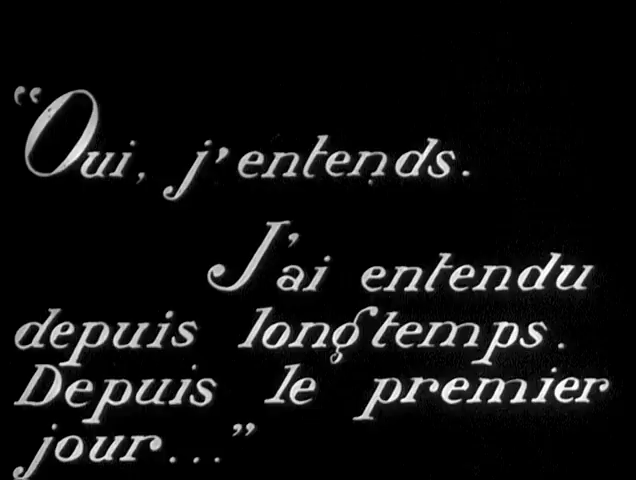 “Oui, j'entends.
J'ai entendu
depuis longtemps.
Depuis le premier
jour...”